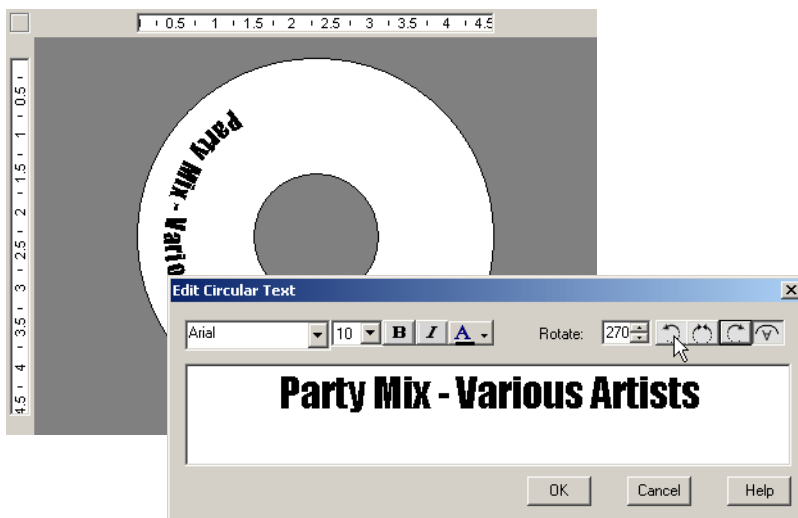 0.5 1 1.5 2 2.5 3 3.5 4 4.5
0.5 1 1.5 2 2.5 3 3.5 4 4.5
Party Mix - Vario
Edit Circular Text
Arial 10 B I A Rotate: 270 A
Party Mix - Various Artists
OK Cancel Help